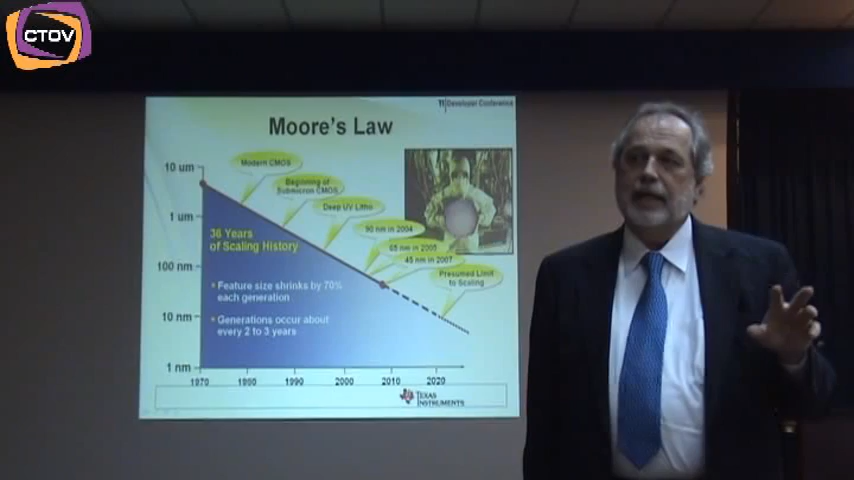 CTOV
TI Developer Conference
Moore's Law
10 um
1 um
100 nm
10 nm
1 nm
Modern CMOS
Beginning of
Submicron CMOS
Deep UV Litho
90 nm in 2004
65 nm in 2005
45 nm in 2007
Presumed Limit
to Scaling
36 Years
of Scaling History
• Feature size shrinks by 70%
each generation
• Generations occur about
every 2 to 3 years
1970 1980 1990 2000 2010 2020
TEXAS
INSTRUMENTS